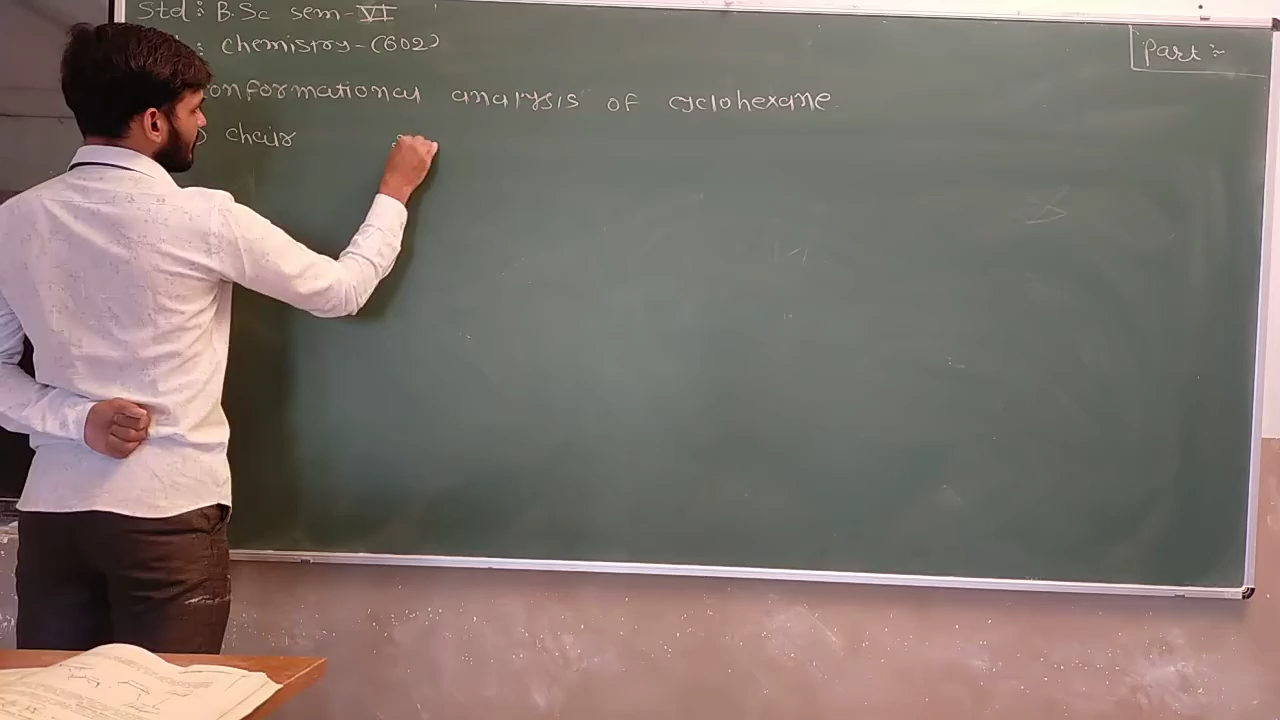 Std : B.Sc sem-VI
: chemistry-(602)
Part :-
onformational analysis of cyclohexane
chair